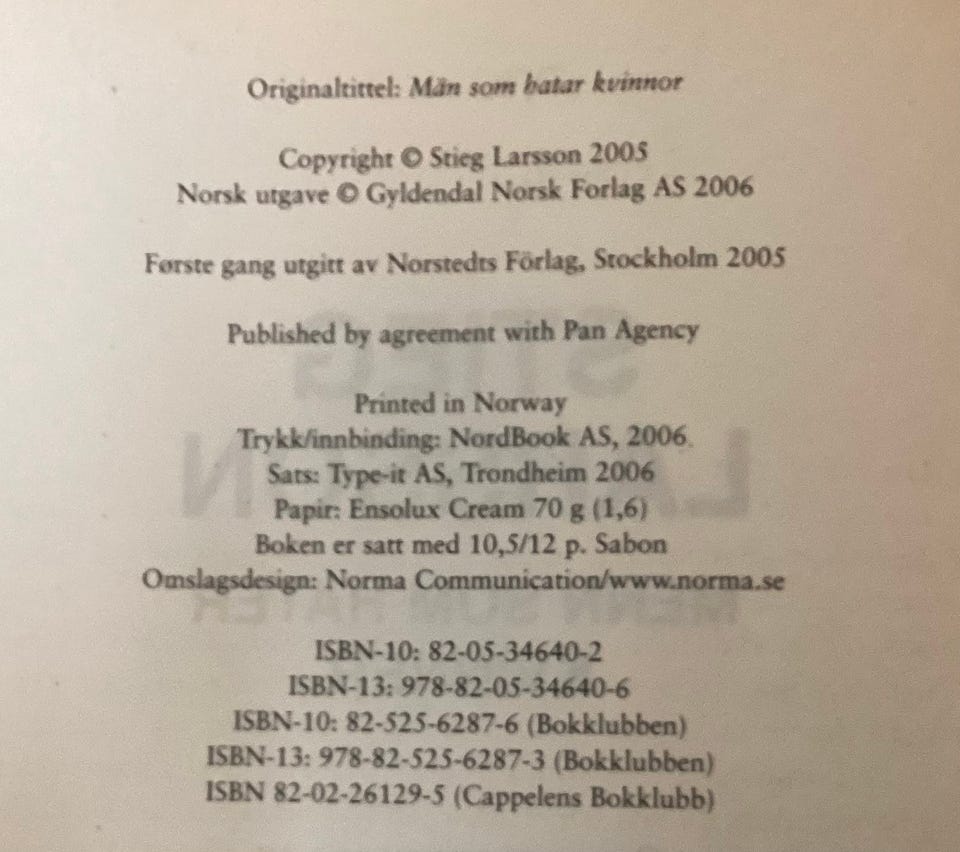 Originaltittel: Män som hatar kvinnor
Copyright © Stieg Larsson 2005
Norsk utgave © Gyldendal Norsk Forlag AS 2006
Første gang utgitt av Norstedts Förlag, Stockholm 2005
Published by agreement with Pan Agency
Printed in Norway
Trykk/innbinding: NordBook AS, 2006
Sats: Type-it AS, Trondheim 2006
Papir: Ensolux Cream 70 g (1,6)
Boken er satt med 10,5/12 p. Sabon
Omslagsdesign: Norma Communication/www.norma.se
ISBN-10: 82-05-34640-2
ISBN-13: 978-82-05-34640-6
ISBN-10: 82-525-6287-6 (Bokklubben)
ISBN-13: 978-82-525-6287-3 (Bokklubben)
ISBN 82-02-26129-5 (Cappelens Bokklubb)